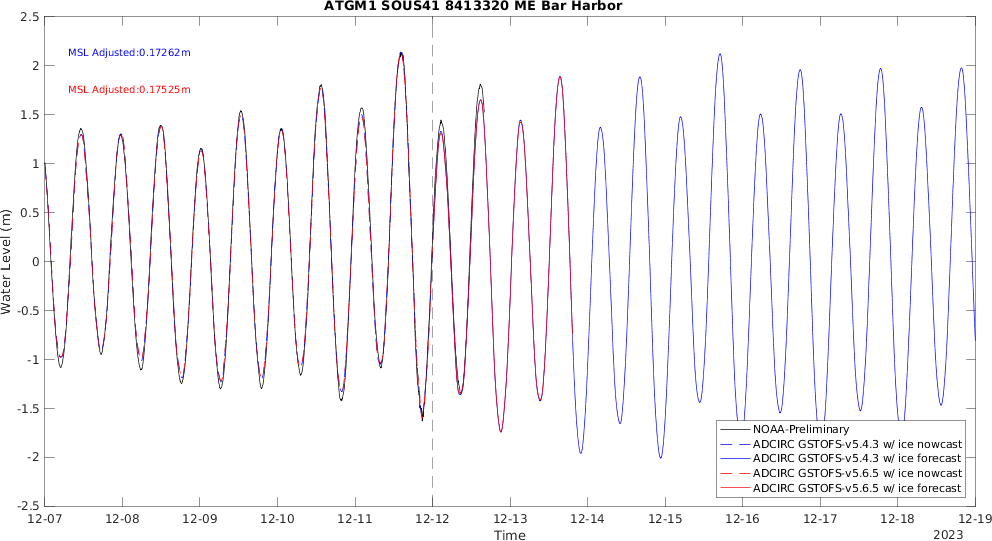 ATGM1 SOUS41 8413320 ME Bar Harbor
2.5
2
1.5
1
0.5
0
-0.5
-1
-1.5
-2
-2.5
Water Level (m)
MSL Adjusted:0.17262m
MSL Adjusted:0.17525m
NOAA-Preliminary
ADCIRC GSTOFS-v5.4.3 w/ ice nowcast
ADCIRC GSTOFS-v5.4.3 w/ ice forecast
ADCIRC GSTOFS-v5.6.5 w/ ice nowcast
ADCIRC GSTOFS-v5.6.5 w/ ice forecast
12-07 12-08 12-09 12-10 12-11 12-12 12-13 12-14 12-15 12-16 12-17 12-18 12-19
Time
2023